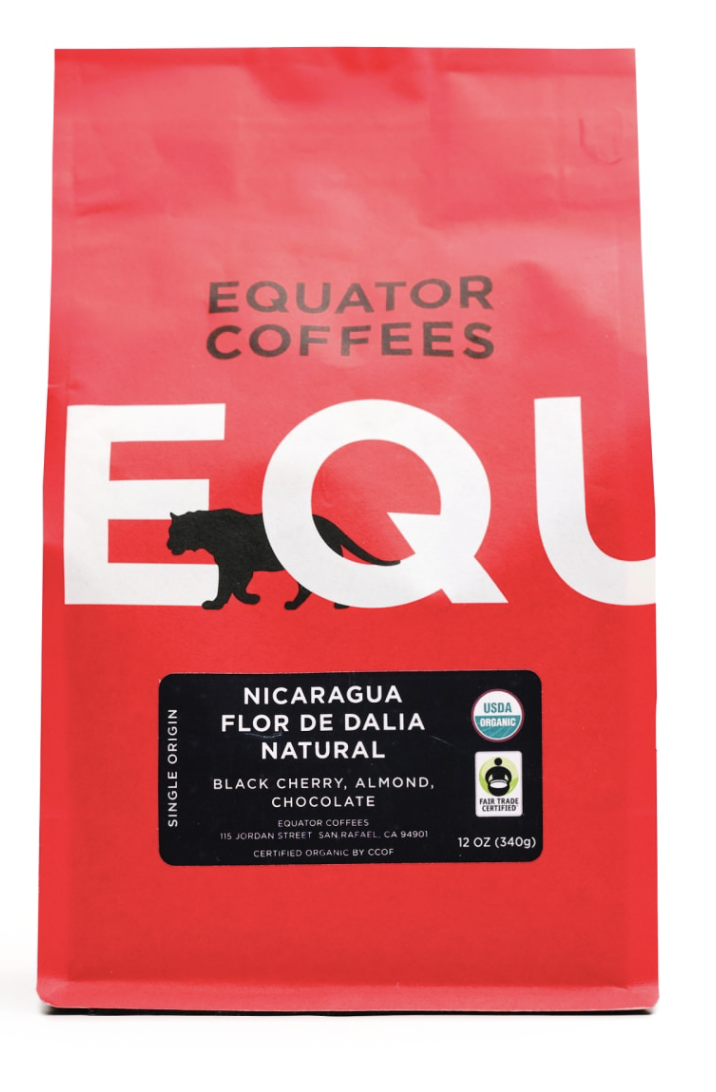 EQUATOR
COFFEES
EQU
SINGLE ORIGIN
NICARAGUA
FLOR DE DALIA
NATURAL
BLACK CHERRY, ALMOND,
CHOCOLATE
EQUATOR COFFEES
115 JORDAN STREET SAN RAFAEL, CA 94901
CERTIFIED ORGANIC BY CCOF
USDA
ORGANIC
FAIR TRADE
CERTIFIED
12 OZ (340g)